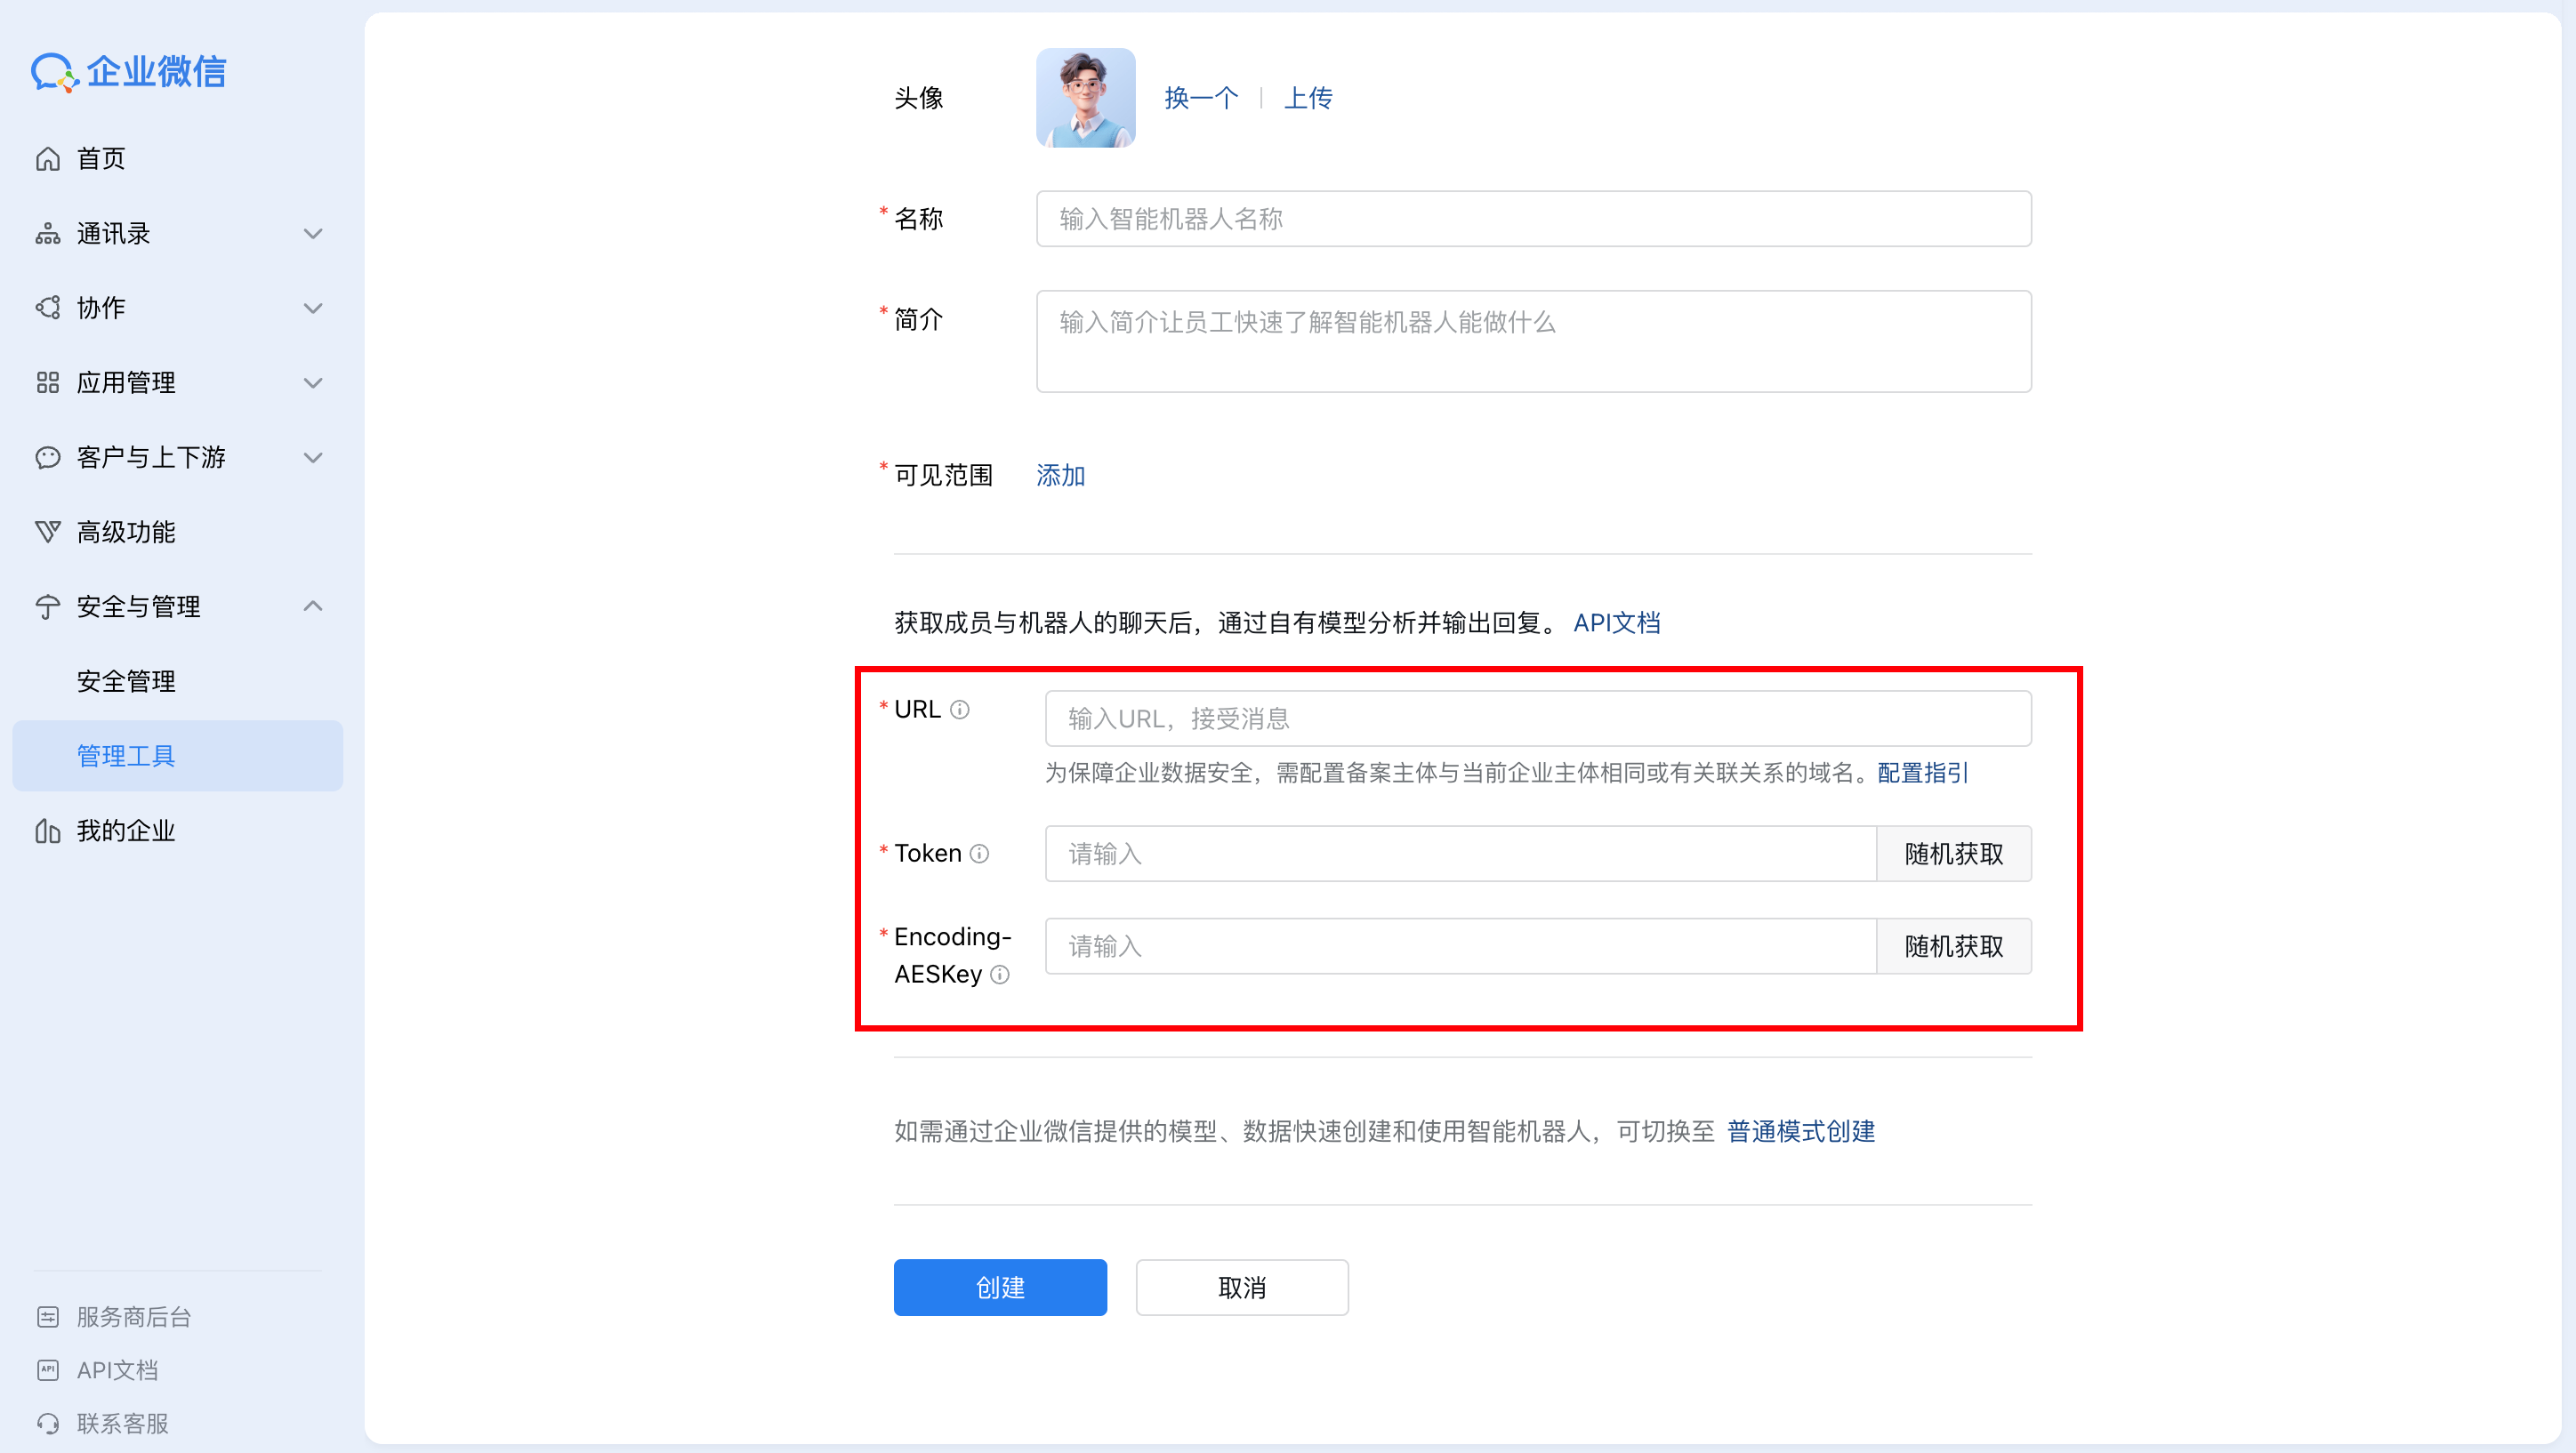 企业微信
首页
通讯录
协作
应用管理
客户与上下游
高级功能
安全与管理
安全管理
管理工具
我的企业
服务商后台
API文档
联系客服
头像
换一个 | 上传
* 名称
输入智能机器人名称
* 简介
输入简介让员工快速了解智能机器人能做什么
* 可见范围 添加
获取成员与机器人的聊天后，通过自有模型分析并输出回复。 API文档
* URL
输入URL，接受消息
为保障企业数据安全，需配置备案主体与当前企业主体相同或有关联关系的域名。配置指引
* Token
请输入
随机获取
* Encoding-
AESKey
请输入
随机获取
如需通过企业微信提供的模型、数据快速创建和使用智能机器人，可切换至 普通模式创建
创建
取消